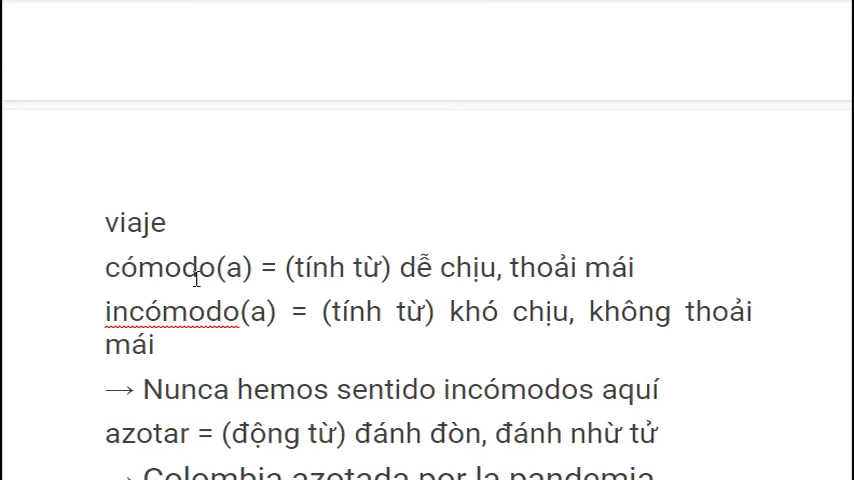 viaje
cómodo(a) = (tính từ) dễ chịu, thoải mái
incómodo(a) = (tính từ) khó chịu, không thoải
mái
→ Nunca hemos sentido incómodos aquí
azotar = (động từ) đánh đòn, đánh nhừ tử
→ Colombia azotada por la pandemia